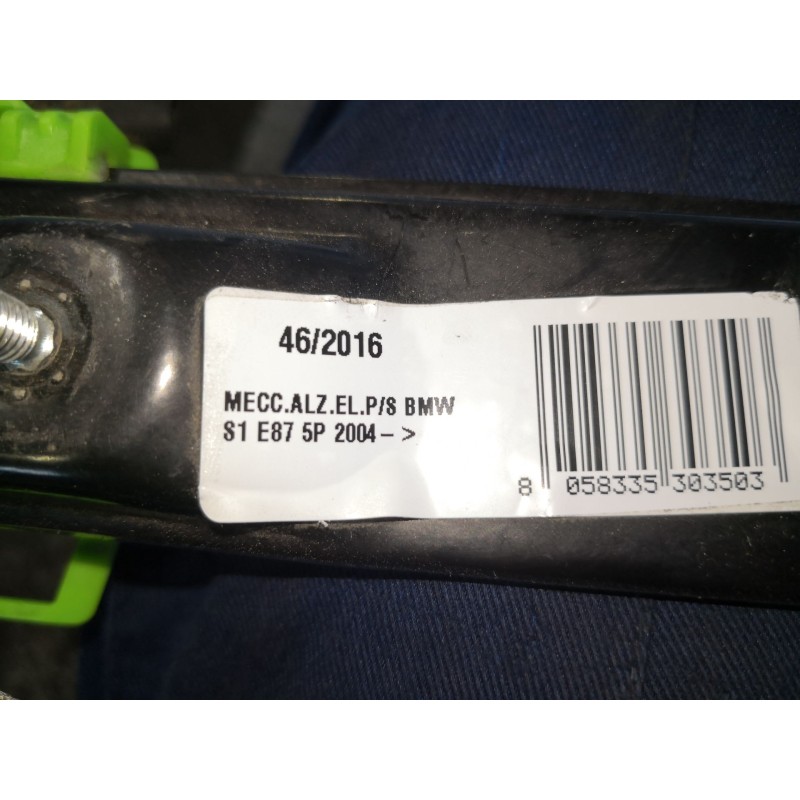 46/2016
MECC.ALZ.EL.P/S BMW
S1 E87 5P 2004->
8 058335 303503